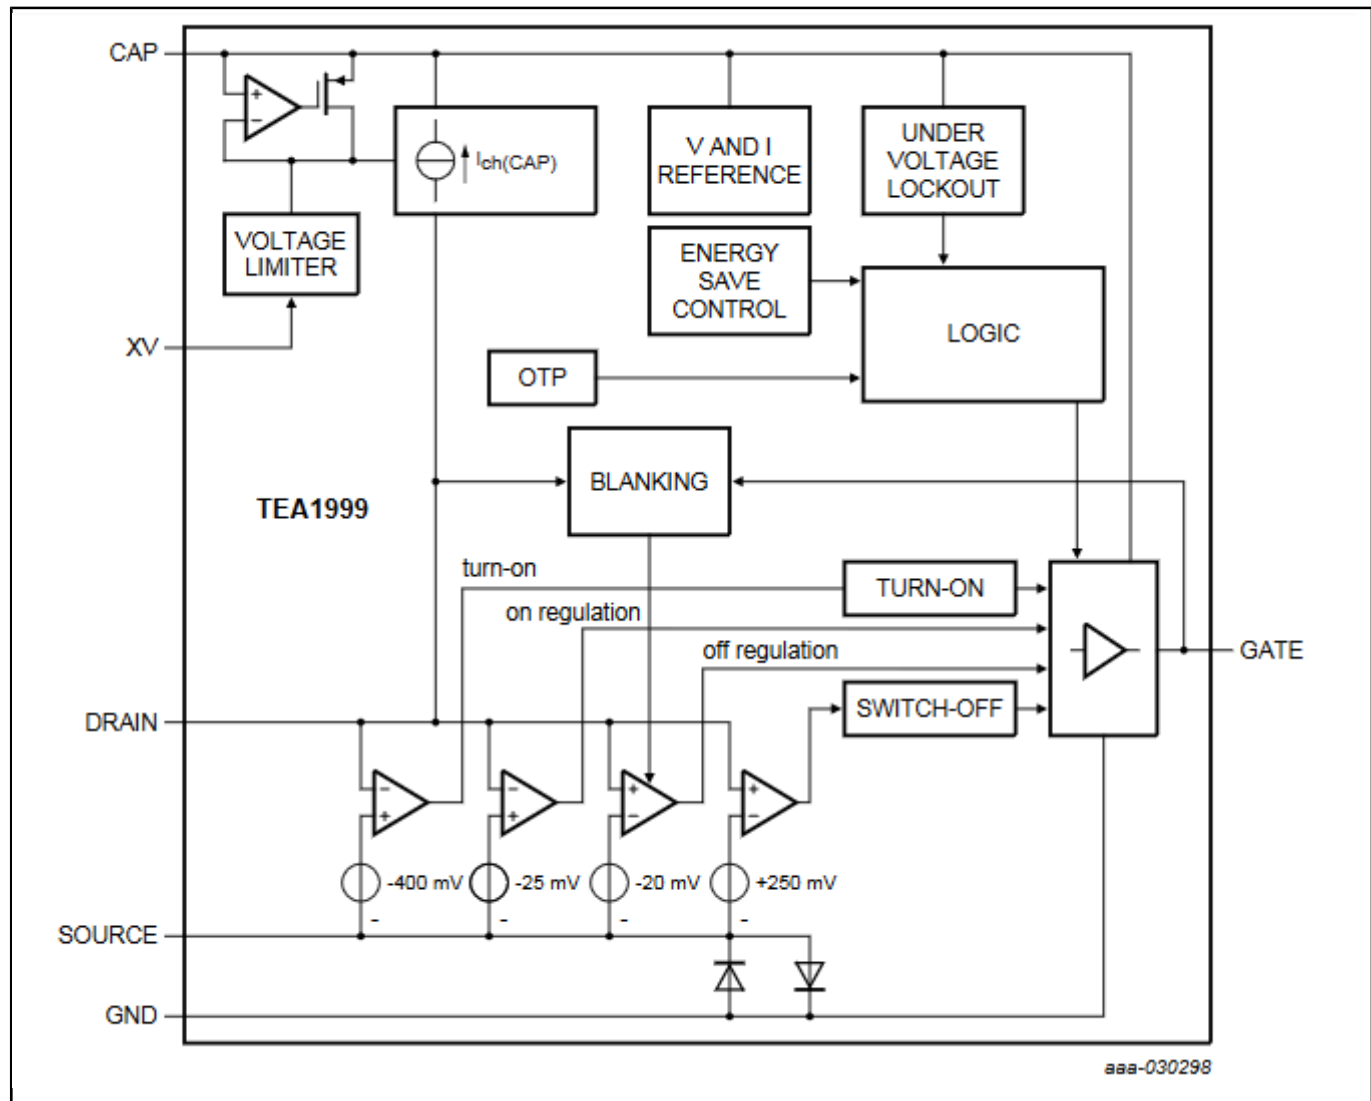 CAP
+
−
Ich(CAP)
V AND I
REFERENCE
UNDER
VOLTAGE
LOCKOUT
VOLTAGE
LIMITER
ENERGY
SAVE
CONTROL
LOGIC
XV
OTP
BLANKING
TEA1999
turn-on
TURN-ON
on regulation
off regulation
GATE
SWITCH-OFF
DRAIN
− − + +
+ + − −
-400 mV -25 mV -20 mV +250 mV
- - - -
SOURCE
GND
aaa-030298